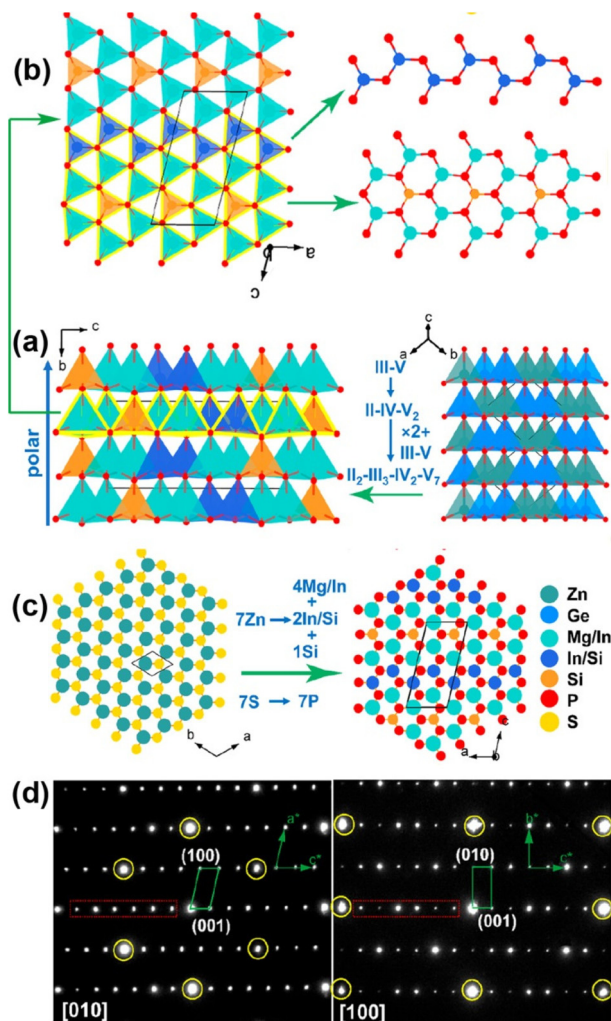 (b)
a
b
c
(a)
c
b
polar
c
a
b
III-V
II-IV-V₂
×2+
III-V
II₂-III₃-IV₂-V₇
(c)
4Mg/In
+
7Zn → 2In/Si
+
1Si
7S → 7P
b
a
c
a
b
Zn
Ge
Mg/In
In/Si
Si
P
S
(d)
a*
c*
(100)
(001)
[010]
b*
c*
(010)
(001)
[100]